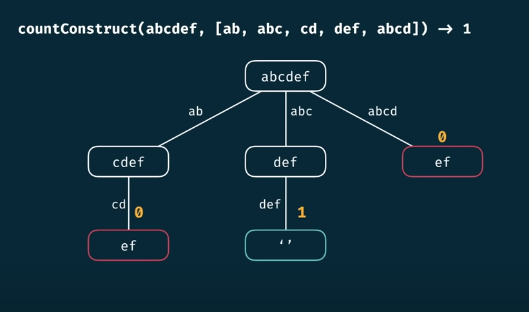 countConstruct(abcdef, [ab, abc, cd, def, abcd]) → 1
abcdef
ab
abc
abcd
0
cdef
def
ef
cd
0
def
1
ef
‘’